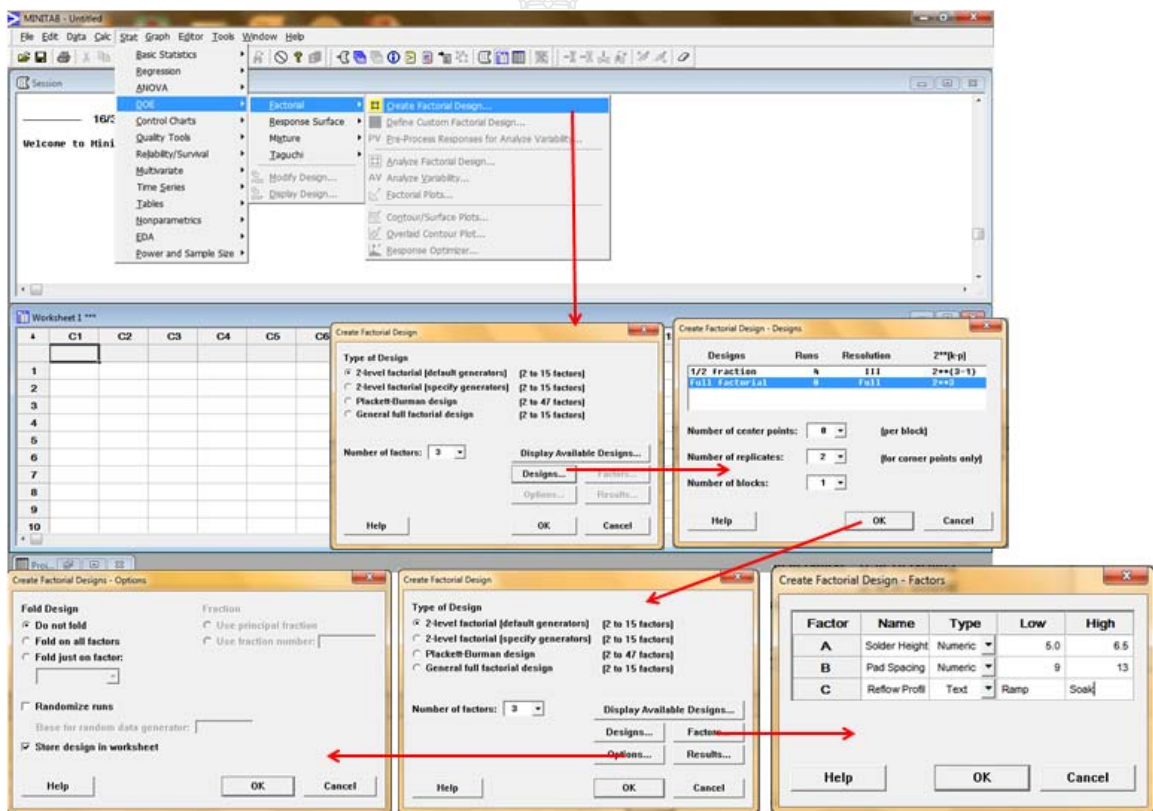 MINITAB - Untitled
File Edit Data Calc Stat Graph Editor Tools Window Help
Session
16/3
Welcome to Mini
Basic Statistics
Regression
ANOVA
DOE
Control Charts
Quality Tools
Reliability/Survival
Multivariate
Time Series
Tables
Nonparametrics
EDA
Power and Sample Size
Factorial
Response Surface
Mixture
Taguchi
Modify Design...
Display Design...
Create Factorial Design...
Define Custom Factorial Design...
PV Pre-Process Responses for Analyze Variability...
Analyze Factorial Design...
AV Analyze Variability...
Factorial Plots...
Contour/Surface Plots...
Overlaid Contour Plot...
Response Optimizer...
Worksheet 1 ***
C1 C2 C3 C4 C5 C6
1
2
3
4
5
6
7
8
9
10
Proj...
Create Factorial Design
Type of Design
2-level factorial (default generators) (2 to 15 factors)
2-level factorial (specify generators) (2 to 15 factors)
Plackett-Burman design (2 to 47 factors)
General full factorial design (2 to 15 factors)
Number of factors: 3
Display Available Designs...
Designs... Factors...
Options... Results...
Help OK Cancel
Create Factorial Design - Designs
Designs Runs Resolution 2**(k-p)
1/2 fraction 4 III 2**(3-1)
Full factorial 8 Full 2**3
Number of center points: 0 (per block)
Number of replicates: 2 (for corner points only)
Number of blocks: 1
Help OK Cancel
Create Factorial Designs - Options
Fold Design Fraction
Do not fold Use principal fraction
Fold on all factors Use fraction number:
Fold just on factor:
Randomize runs
Base for random data generator:
Store design in worksheet
Help OK Cancel
Create Factorial Design
Type of Design
2-level factorial (default generators) (2 to 15 factors)
2-level factorial (specify generators) (2 to 15 factors)
Plackett-Burman design (2 to 47 factors)
General full factorial design (2 to 15 factors)
Number of factors: 3
Display Available Designs...
Designs... Factors...
Options... Results...
Help OK Cancel
Create Factorial Design - Factors
Factor Name Type Low High
A Solder Height Numeric 5.0 6.5
B Pad Spacing Numeric 9 13
C Reflow Profil Text Ramp Soak
Help OK Cancel